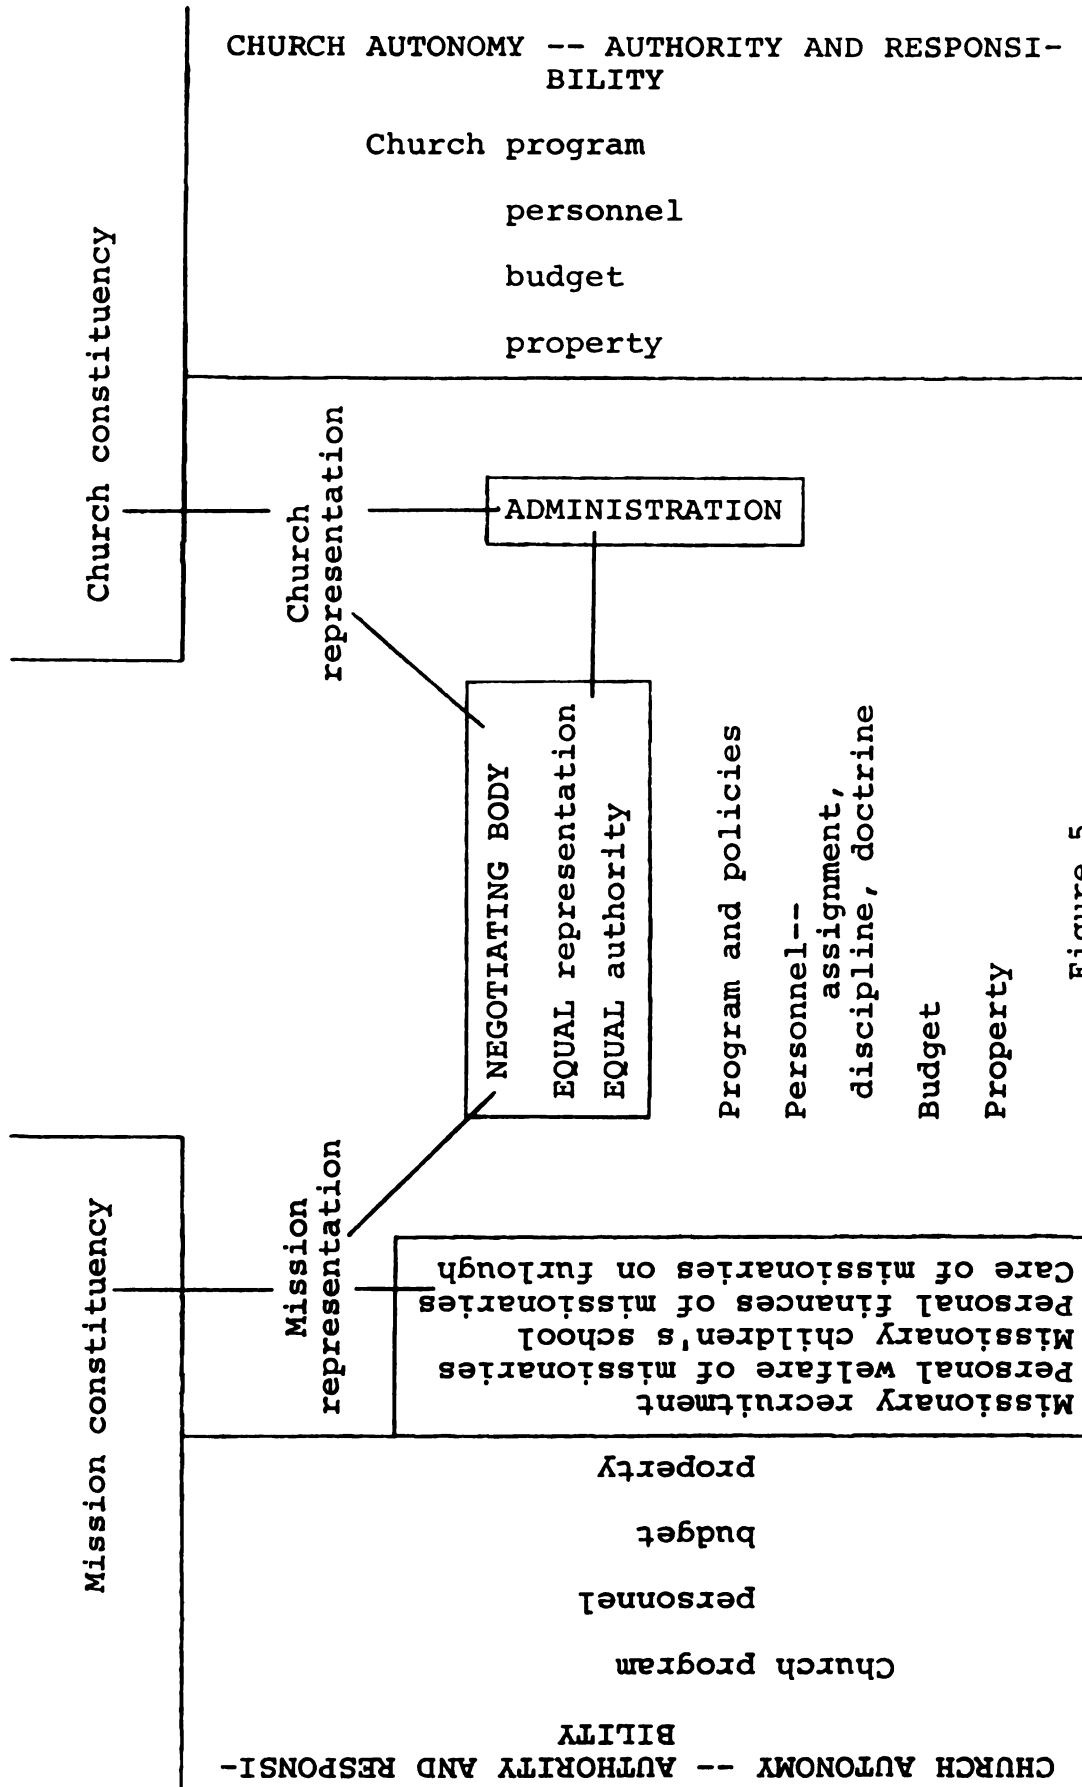 Mission constituency
Church constituency
Mission
representation
Church
representation
CHURCH AUTONOMY -- AUTHORITY AND RESPONSI-
BILITY
Church program
personnel
budget
property
Missionary recruitment
Personal welfare of missionaries
Missionary children's school
Personal finances of missionaries
Care of missionaries on furlough
NEGOTIATING BODY
EQUAL representation
EQUAL authority
ADMINISTRATION
Program and policies
Personnel--
assignment,
discipline, doctrine
Budget
Property
CHURCH AUTONOMY -- AUTHORITY AND RESPONSI-
BILITY
Church program
personnel
budget
property
Figure 5